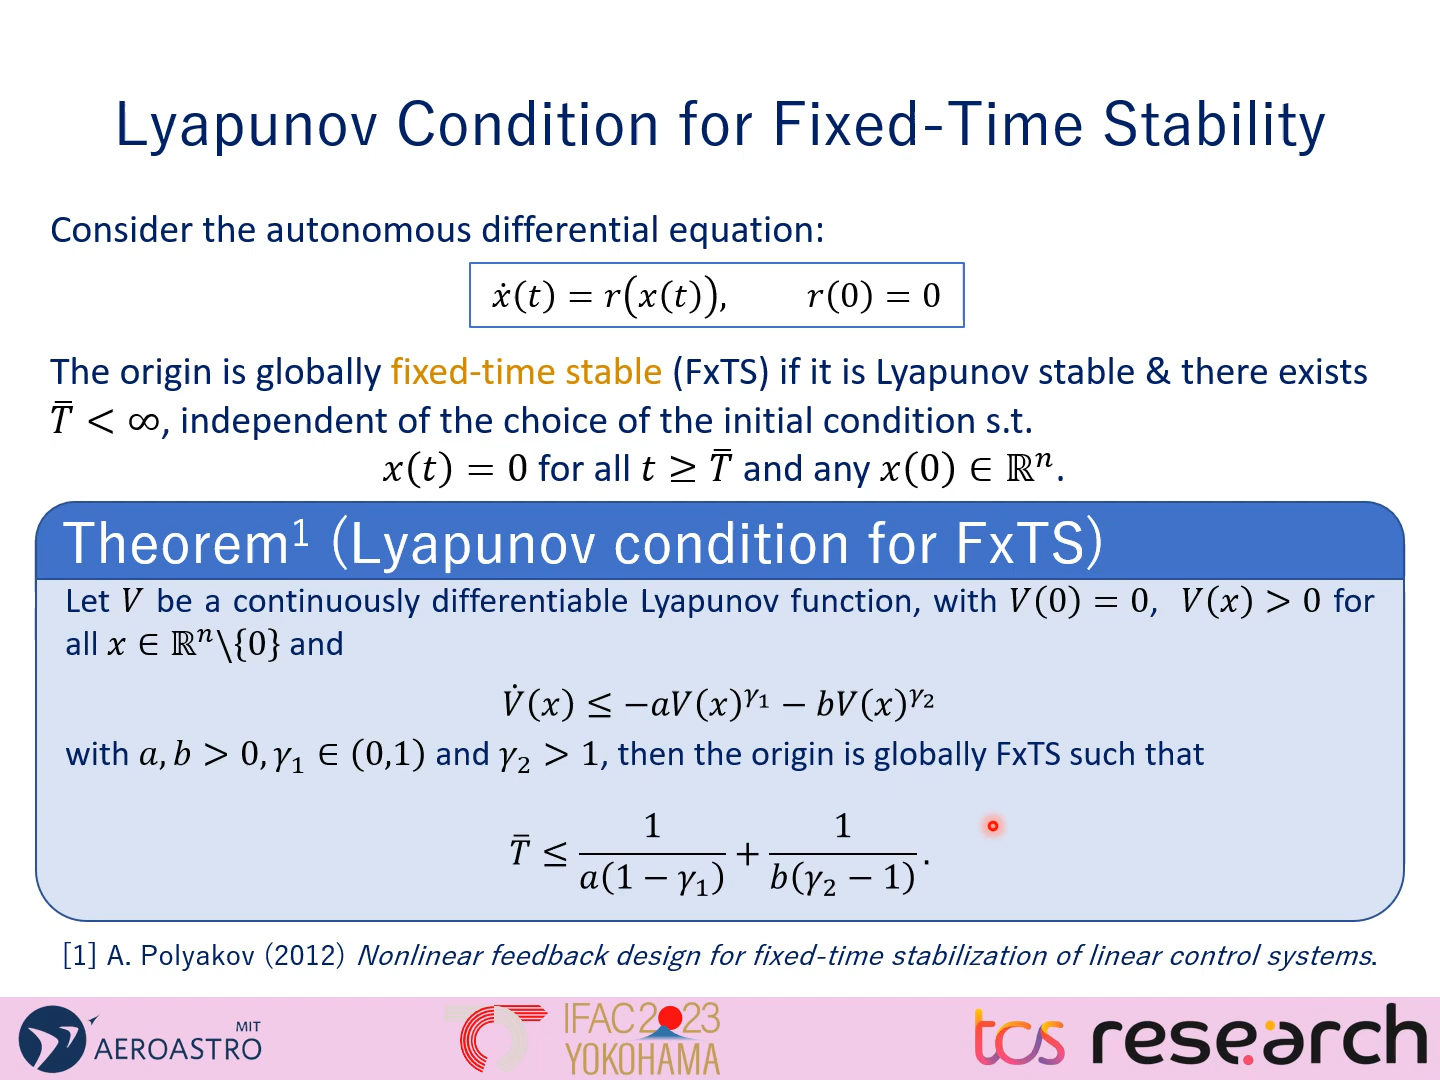 Lyapunov Condition for Fixed-Time Stability
Consider the autonomous differential equation:
ẋ(t) = r(x(t)), r(0) = 0
The origin is globally fixed-time stable (FxTS) if it is Lyapunov stable & there exists
T̄ < ∞, independent of the choice of the initial condition s.t.
x(t) = 0 for all t ≥ T̄ and any x(0) ∈ ℝⁿ.
Theorem¹ (Lyapunov condition for FxTS)
Let V be a continuously differentiable Lyapunov function, with V(0) = 0, V(x) > 0 for
all x ∈ ℝⁿ\{0} and
V̇(x) ≤ −aV(x)^γ₁ − bV(x)^γ₂
with a, b > 0, γ₁ ∈ (0,1) and γ₂ > 1, then the origin is globally FxTS such that
T̄ ≤ 1/(a(1 − γ₁)) + 1/(b(γ₂ − 1)).
[1] A. Polyakov (2012) Nonlinear feedback design for fixed-time stabilization of linear control systems.
MIT
AEROASTRO
IFAC 2023
YOKOHAMA
tcs research